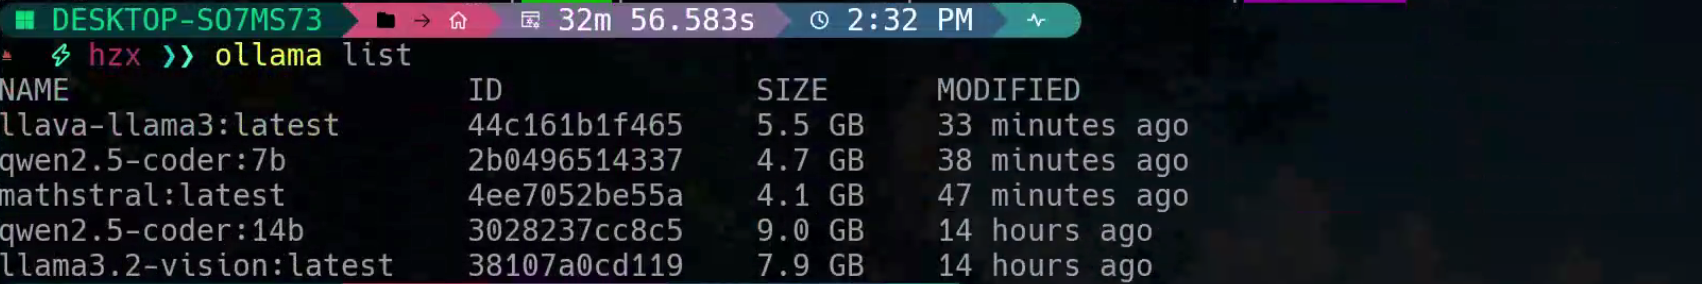 DESKTOP-SO7MS73 → 32m 56.583s 2:32 PM
hzx ❯❯ ollama list
NAME ID SIZE MODIFIED
llava-llama3:latest 44c161b1f465 5.5 GB 33 minutes ago
qwen2.5-coder:7b 2b0496514337 4.7 GB 38 minutes ago
mathstral:latest 4ee7052be55a 4.1 GB 47 minutes ago
qwen2.5-coder:14b 3028237cc8c5 9.0 GB 14 hours ago
llama3.2-vision:latest 38107a0cd119 7.9 GB 14 hours ago